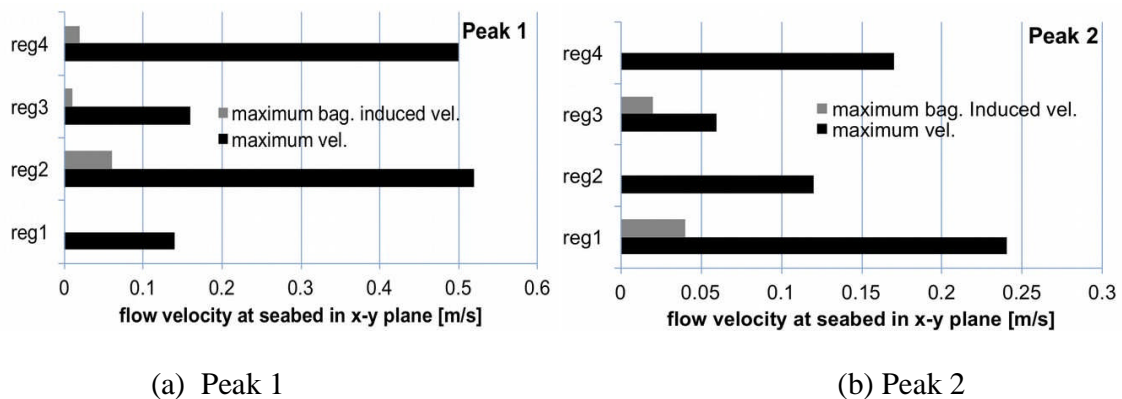 Peak 1
reg4
reg3
reg2
reg1
maximum bag. induced vel.
maximum vel.
0 0.1 0.2 0.3 0.4 0.5 0.6
flow velocity at seabed in x-y plane [m/s]
(a) Peak 1
Peak 2
reg4
reg3
reg2
reg1
maximum bag. Induced vel.
maximum vel.
0 0.05 0.1 0.15 0.2 0.25 0.3
flow velocity at seabed in x-y plane [m/s]
(b) Peak 2